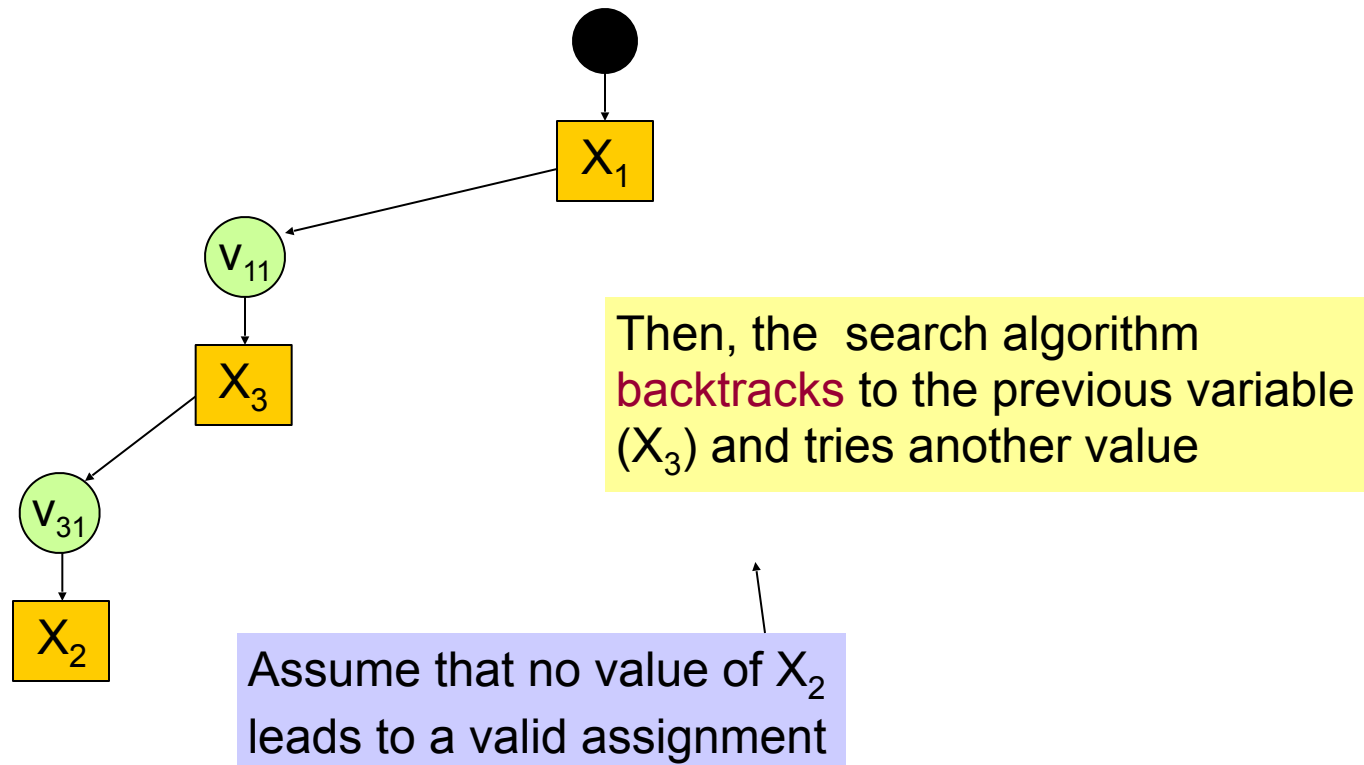 X₁
v₁₁
X₃
Then, the search algorithm
backtracks to the previous variable
(X₃) and tries another value
v₃₁
X₂
Assume that no value of X₂
leads to a valid assignment